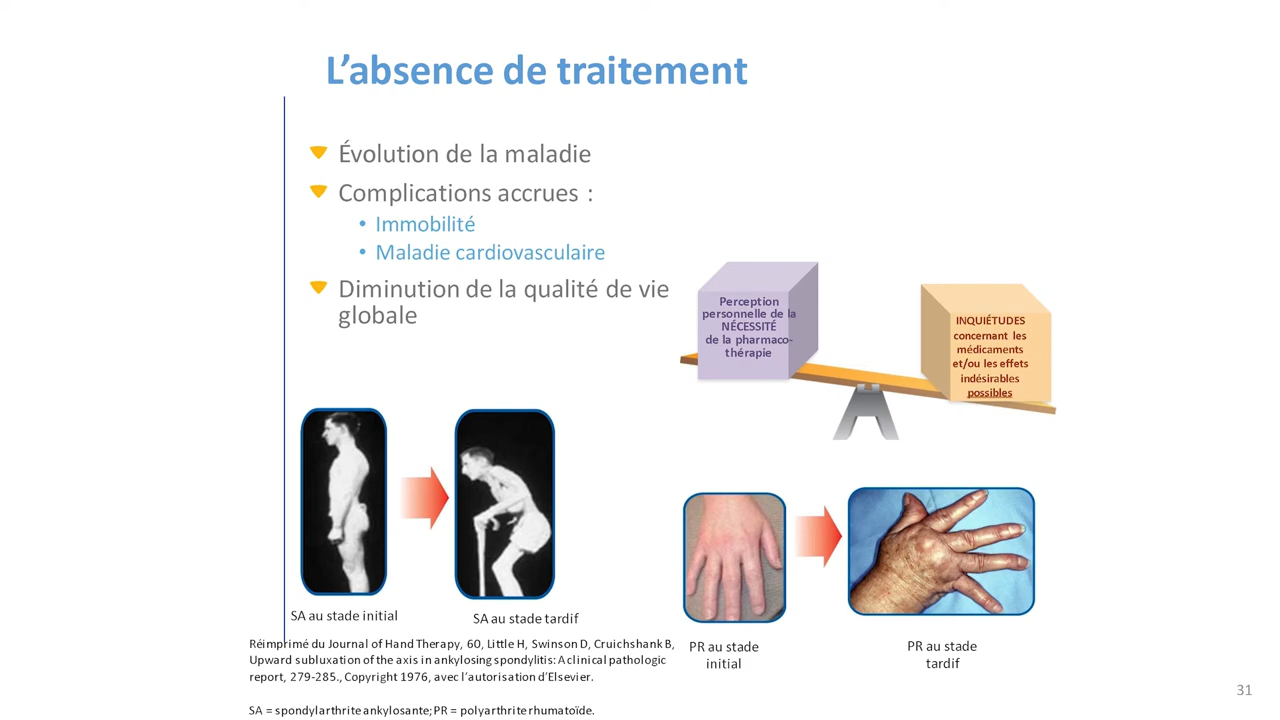 L’absence de traitement
Évolution de la maladie
Complications accrues :
• Immobilité
• Maladie cardiovasculaire
Diminution de la qualité de vie
globale
Perception
personnelle de la
NÉCESSITÉ
de la pharmaco-
thérapie
INQUIÉTUDES
concernant les
médicaments
et/ou les effets
indésirables
possibles
SA au stade initial
SA au stade tardif
PR au stade
initial
PR au stade
tardif
Réimprimé du Journal of Hand Therapy, 60, Little H, Swinson D, Cruichshank B,
Upward subluxation of the axis in ankylosing spondylitis: A clinical pathologic
report, 279-285., Copyright 1976, avec l’autorisation d’Elsevier.
SA = spondylarthrite ankylosante; PR = polyarthrite rhumatoïde.
31